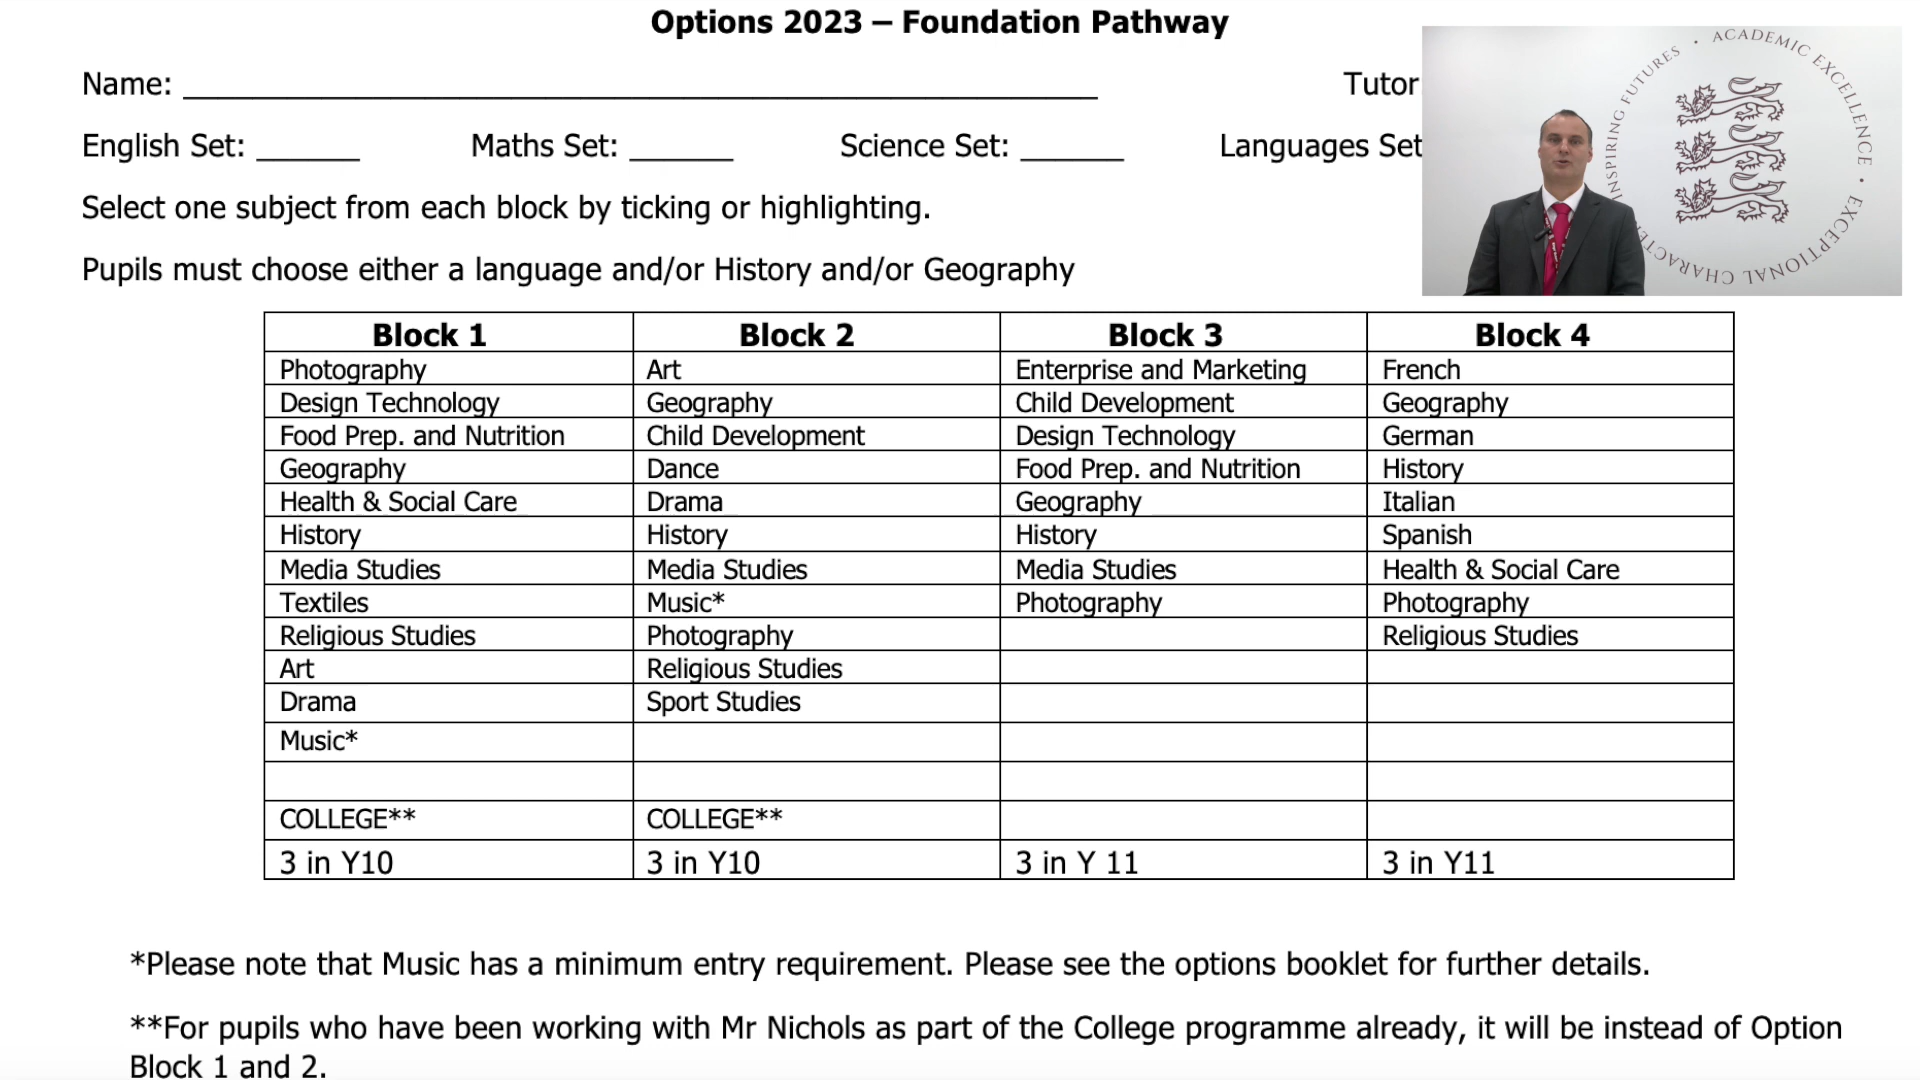 Options 2023 – Foundation Pathway
Name: ____________________ Tutor
English Set: ______ Maths Set: ______ Science Set: ______ Languages Set
Select one subject from each block by ticking or highlighting.
Pupils must choose either a language and/or History and/or Geography
INSPIRING FUTURES • ACADEMIC EXCELLENCE • EXCEPTIONAL CHARACTE
Block 1 Block 2 Block 3 Block 4
Photography Art Enterprise and Marketing French
Design Technology Geography Child Development Geography
Food Prep. and Nutrition Child Development Design Technology German
Geography Dance Food Prep. and Nutrition History
Health & Social Care Drama Geography Italian
History History History Spanish
Media Studies Media Studies Media Studies Health & Social Care
Textiles Music* Photography Photography
Religious Studies Photography Religious Studies
Art Religious Studies
Drama Sport Studies
Music*
COLLEGE** COLLEGE**
3 in Y10 3 in Y10 3 in Y 11 3 in Y11
*Please note that Music has a minimum entry requirement. Please see the options booklet for further details.
**For pupils who have been working with Mr Nichols as part of the College programme already, it will be instead of Option
Block 1 and 2.